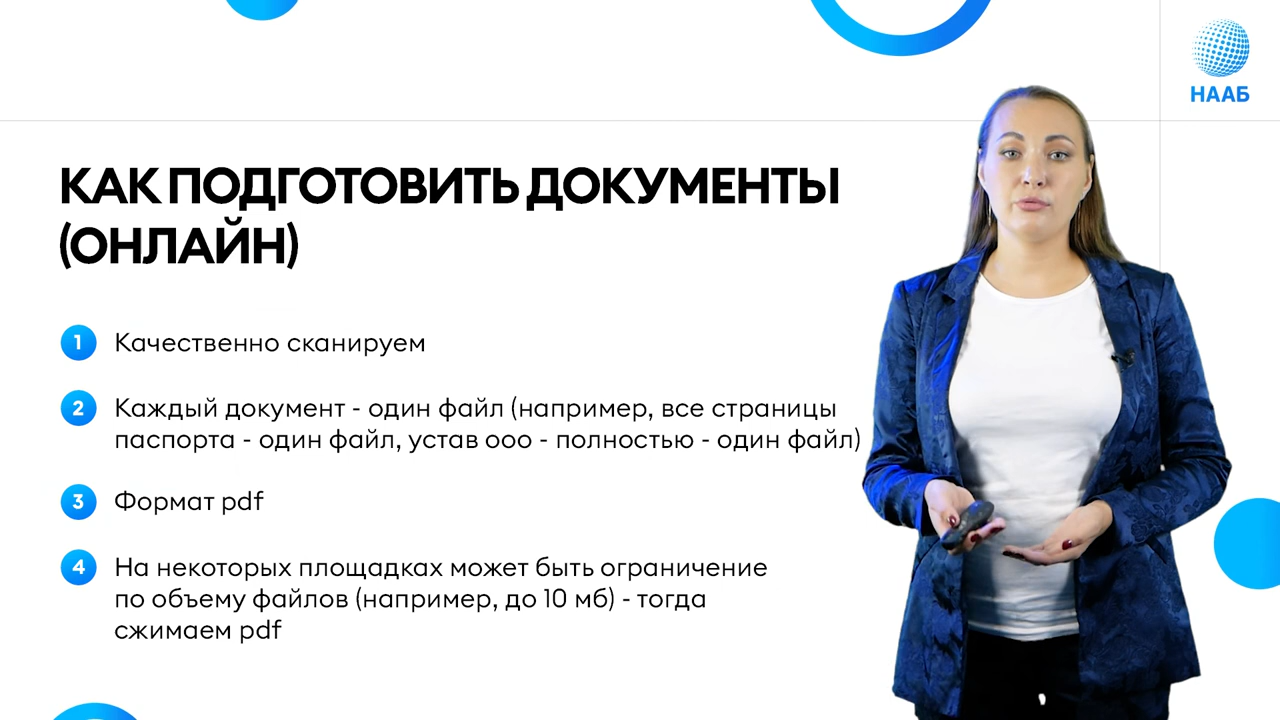 НААБ
КАК ПОДГОТОВИТЬ ДОКУМЕНТЫ
(ОНЛАЙН)
1 Качественно сканируем
2 Каждый документ - один файл (например, все страницы
паспорта - один файл, устав ооо - полностью - один файл)
3 Формат pdf
4 На некоторых площадках может быть ограничение
по объему файлов (например, до 10 мб) - тогда
сжимаем pdf